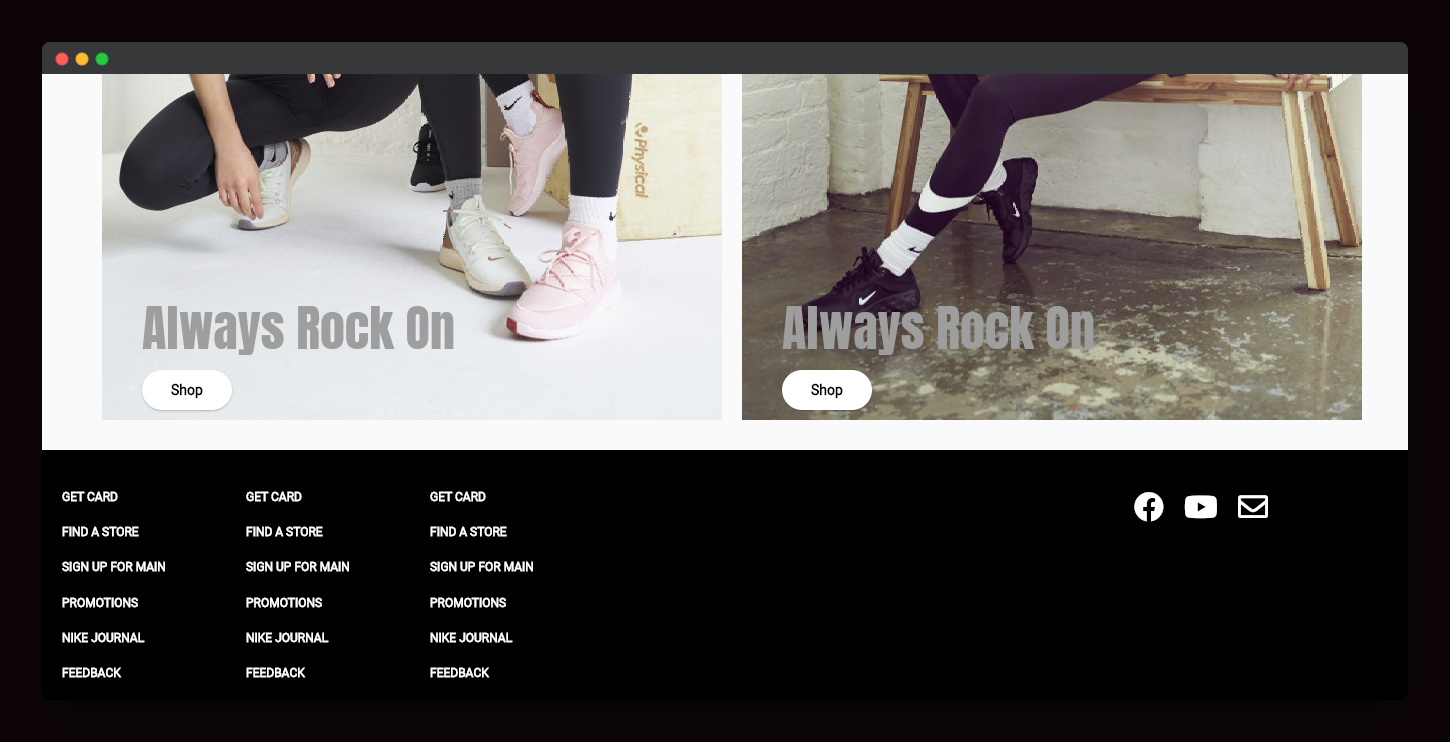 Physical
Always Rock On
Shop
Always Rock On
Shop
GET CARD
FIND A STORE
SIGN UP FOR MAIN
PROMOTIONS
NIKE JOURNAL
FEEDBACK
GET CARD
FIND A STORE
SIGN UP FOR MAIN
PROMOTIONS
NIKE JOURNAL
FEEDBACK
GET CARD
FIND A STORE
SIGN UP FOR MAIN
PROMOTIONS
NIKE JOURNAL
FEEDBACK